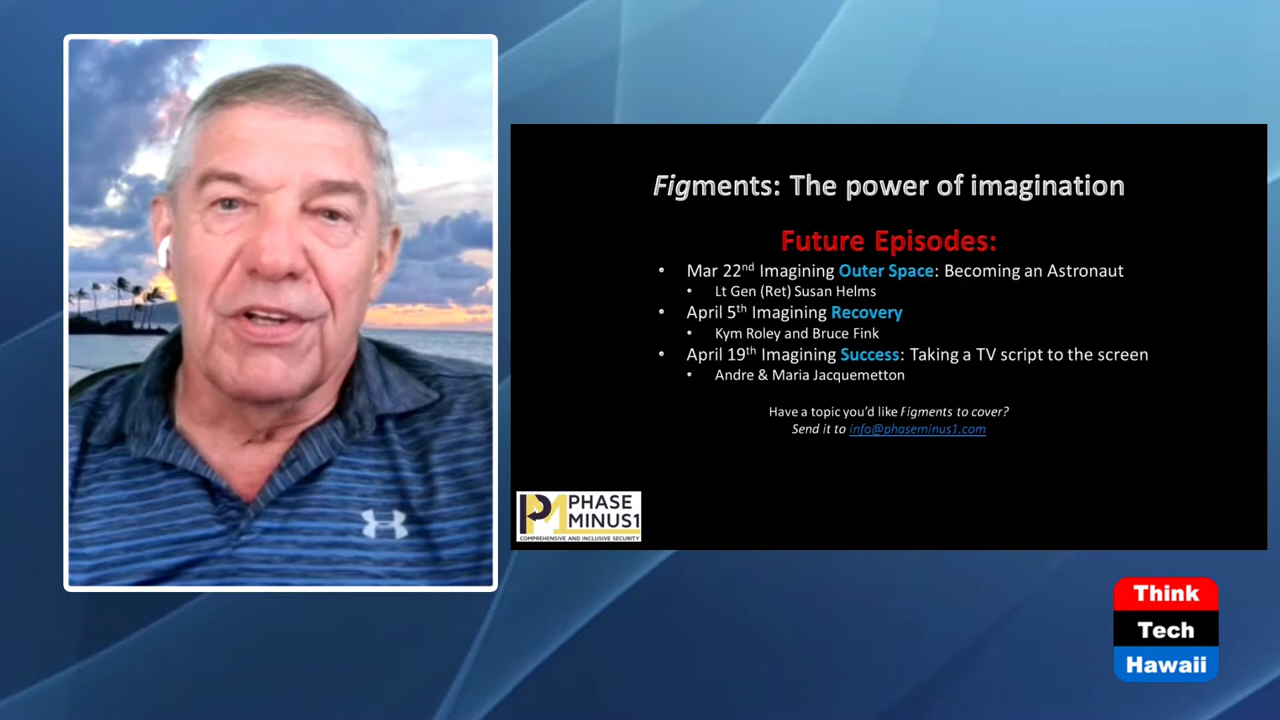 Figments: The power of imagination
Future Episodes:
• Mar 22nd Imagining Outer Space: Becoming an Astronaut
• Lt Gen (Ret) Susan Helms
• April 5th Imagining Recovery
• Kym Roley and Bruce Fink
• April 19th Imagining Success: Taking a TV script to the screen
• Andre & Maria Jacquemetton
Have a topic you'd like Figments to cover?
Send it to info@phaseminus1.com
PM PHASE
MINUS1
COMPREHENSIVE AND INCLUSIVE SECURITY
Think
Tech
Hawaii